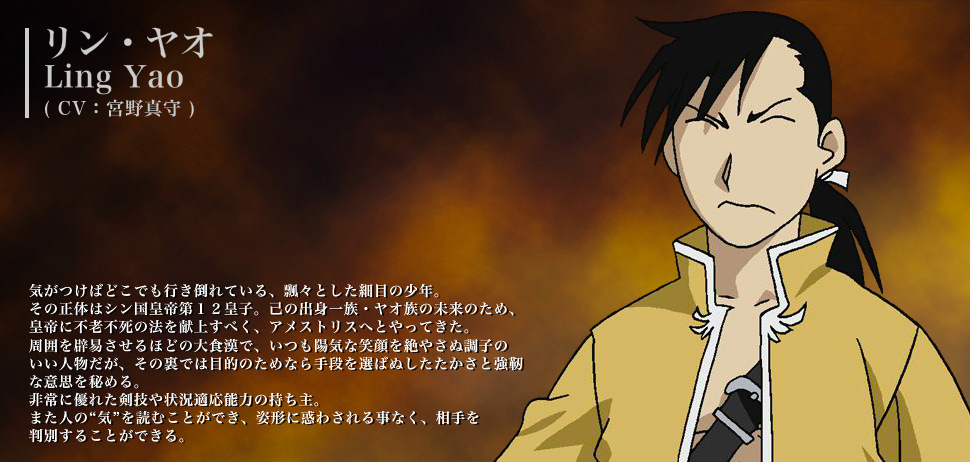 リン・ヤオ
Ling Yao
( CV：宮野真守 )
気がつけばどこでも行き倒れている、飄々とした細目の少年。
その正体はシン国皇帝第１２皇子。己の出身一族・ヤオ族の未来のため、
皇帝に不老不死の法を献上すべく、アメストリスへとやってきた。
周囲を辟易させるほどの大食漢で、いつも陽気な笑顔を絶やさぬ調子の
いい人物だが、その裏では目的のためなら手段を選ばぬしたたかさと強靭
な意思を秘める。
非常に優れた剣技や状況適応能力の持ち主。
また人の“気”を読むことができ、姿形に惑わされる事なく、相手を
判別することができる。